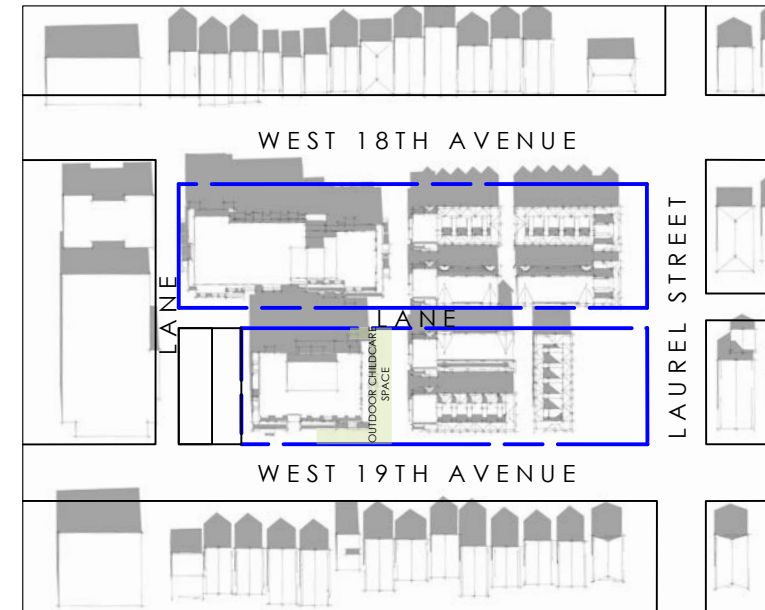 WEST 18TH AVENUE
LAUREL STREET
LANE
LANE
OUTDOOR CHILDCARE
SPACE
WEST 19TH AVENUE